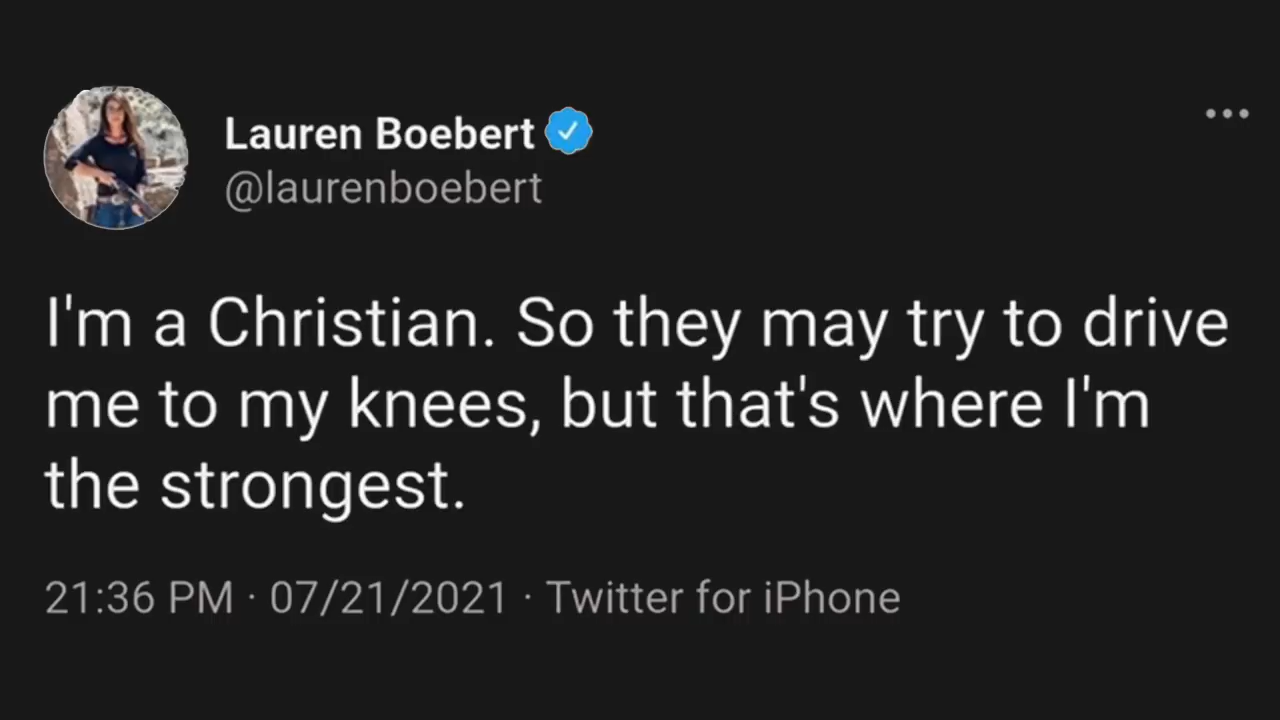 Lauren Boebert
@laurenboebert
I'm a Christian. So they may try to drive
me to my knees, but that's where I'm
the strongest.
21:36 PM · 07/21/2021 · Twitter for iPhone